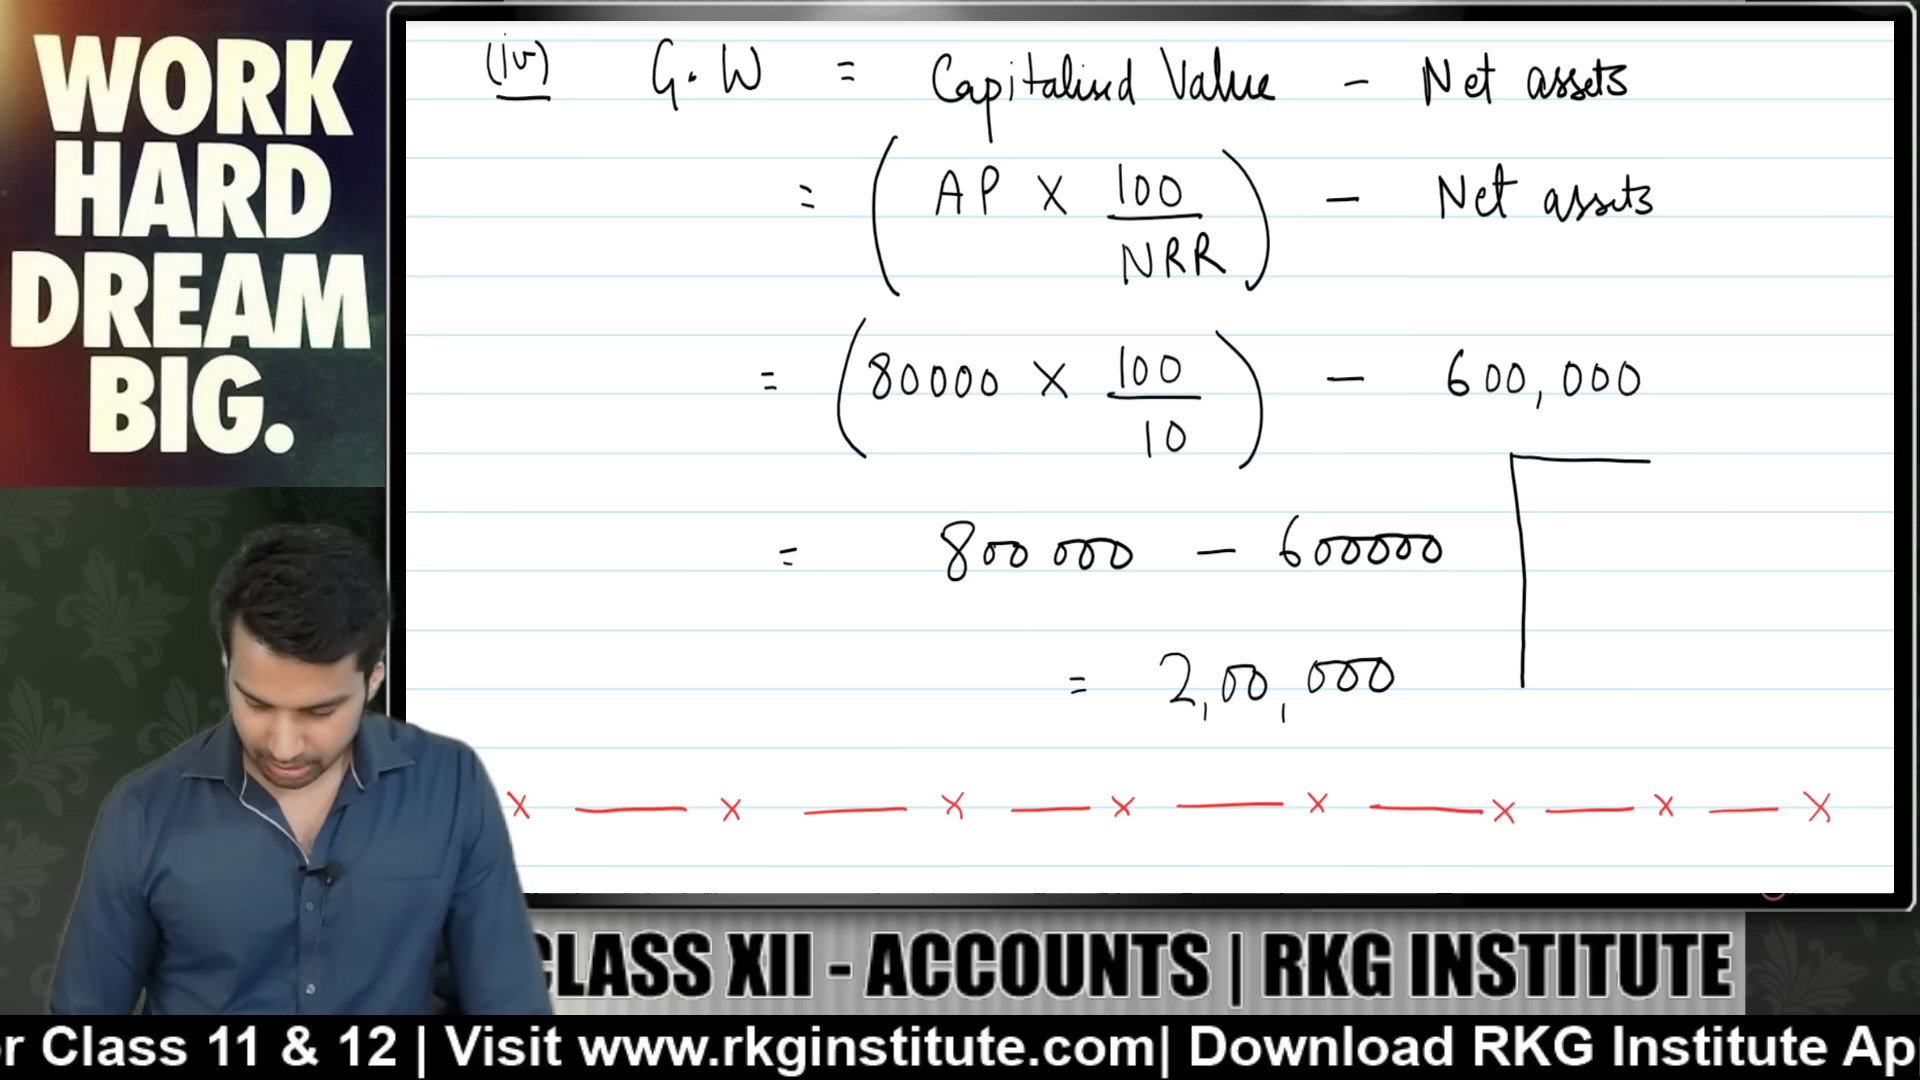 WORK
HARD
DREAM
BIG.
(iv) G.W = Capitalised Value - Net assets
= (AP X 100/NRR) - Net assets
= (80000 X 100/10) - 600,000
= 800 000 - 600000
= 2,00,000
x — x — x — x — x — x — x — x
CLASS XII - ACCOUNTS | RKG INSTITUTE
r Class 11 & 12 | Visit www.rkginstitute.com| Download RKG Institute Ap